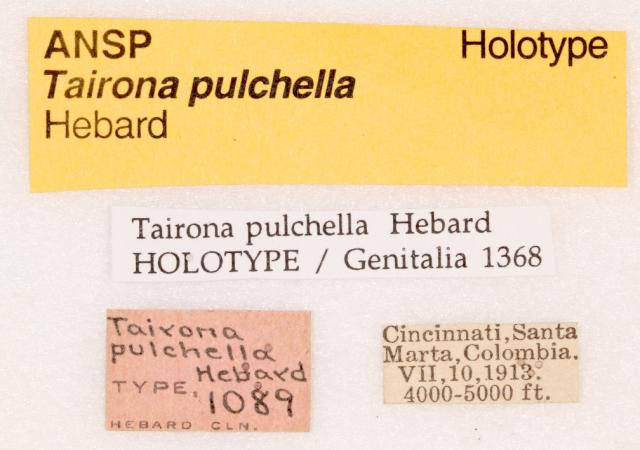 ANSP Holotype
Tairona pulchella
Hebard
Tairona pulchella Hebard
HOLOTYPE / Genitalia 1368
Tairona
pulchella
Hebard
TYPE, 1089
HEBARD CLN.
Cincinnati, Santa
Marta, Colombia.
VII, 10, 1913.
4000-5000 ft.